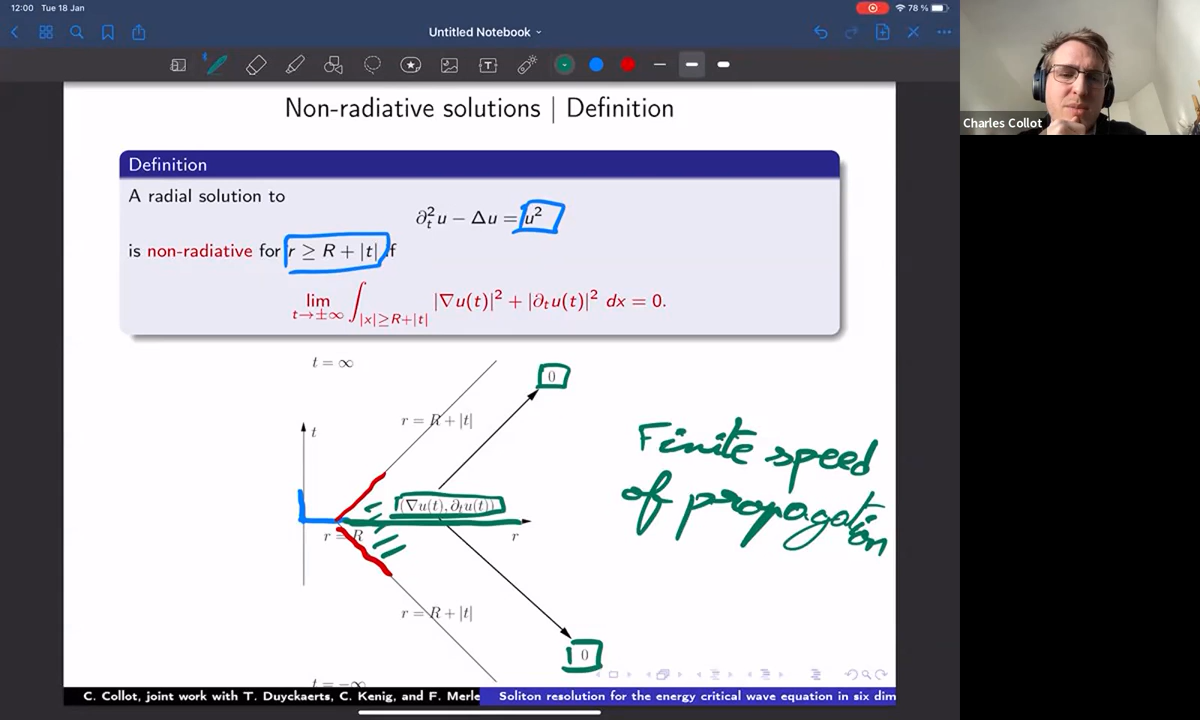 12:00 Tue 18 Jan
78 %
Untitled Notebook
T
Charles Collot
Non-radiative solutions | Definition
Definition
A radial solution to
∂²ₜu − Δu = u²
is non-radiative for r ≥ R + |t| if
lim t→±∞ ∫|x|≥R+|t| |∇u(t)|² + |∂ₜu(t)|² dx = 0.
t = ∞
0
r = R + |t|
t
Finite speed
of propagation
(∇u(t), ∂ₜu(t))
r = R
r
r = R + |t|
0
t = −∞
C. Collot, joint work with T. Duyckaerts, C. Kenig, and F. Merle
Soliton resolution for the energy critical wave equation in six dim